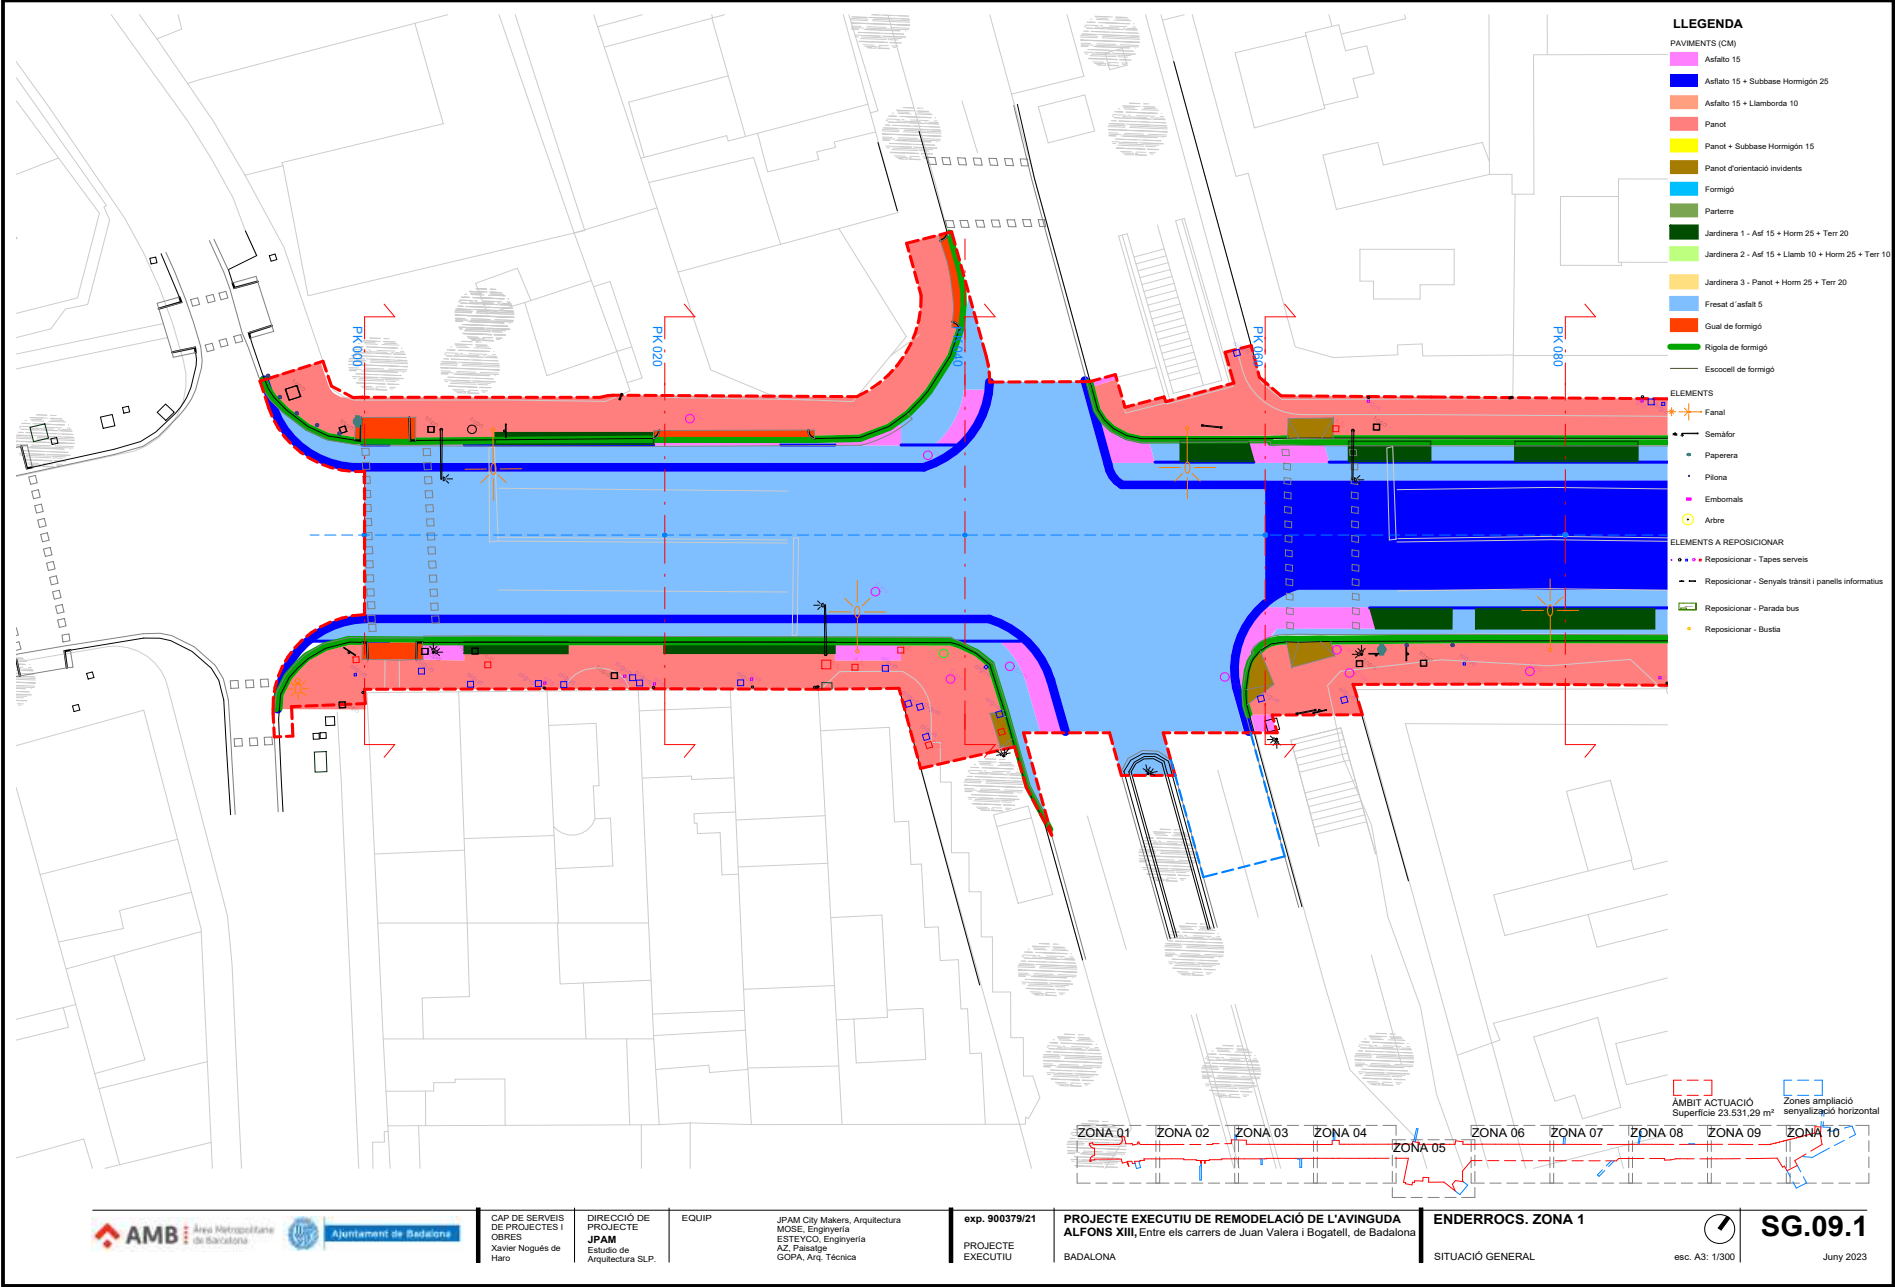 LLEGENDA
PAVIMENTS (CM)
Asfalto 15
Asflato 15 + Subbase Hormigón 25
Asfalto 15 + Llamborda 10
Panot
Panot + Subbase Hormigón 15
Panot d'orientació invidents
Formigó
Parterre
Jardinera 1 - Asf 15 + Horm 25 + Terr 20
Jardinera 2 - Asf 15 + Llamb 10 + Horm 25 + Terr 10
Jardinera 3 - Panot + Horm 25 + Terr 20
Fresat d´asfalt 5
Gual de formigó
Rigola de formigó
Escocell de formigó
ELEMENTS
Fanal
Semàfor
Paperera
Pilona
Embornals
Arbre
ELEMENTS A REPOSICIONAR
Reposicionar - Tapes serveis
Reposicionar - Senyals trànsit i panells informatius
Reposicionar - Parada bus
Reposicionar - Bustia
PK 000
PK 020
PK 040
PK 060
PK 080
ÀMBIT ACTUACIÓ
Superfície 23.531,29 m²
Zones ampliació
senyalizació horizontal
ZONA 01
ZONA 02
ZONA 03
ZONA 04
ZONA 05
ZONA 06
ZONA 07
ZONA 08
ZONA 09
ZONA 10
AMB
Àrea Metropolitana
de Barcelona
Ajuntament de Badalona
CAP DE SERVEIS
DE PROJECTES I
OBRES
Xavier Nogués de
Haro
DIRECCIÓ DE
PROJECTE
JPAM
Estudio de
Arquitectura SLP.
EQUIP
JPAM City Makers, Arquitectura
MOSE, Enginyería
ESTEYCO, Enginyería
AZ, Paisatge
GOPA, Arq. Técnica
exp. 900379/21
PROJECTE
EXECUTIU
PROJECTE EXECUTIU DE REMODELACIÓ DE L'AVINGUDA
ALFONS XIII, Entre els carrers de Juan Valera i Bogatell, de Badalona
BADALONA
ENDERROCS. ZONA 1
SITUACIÓ GENERAL
esc. A3: 1/300
SG.09.1
Juny 2023